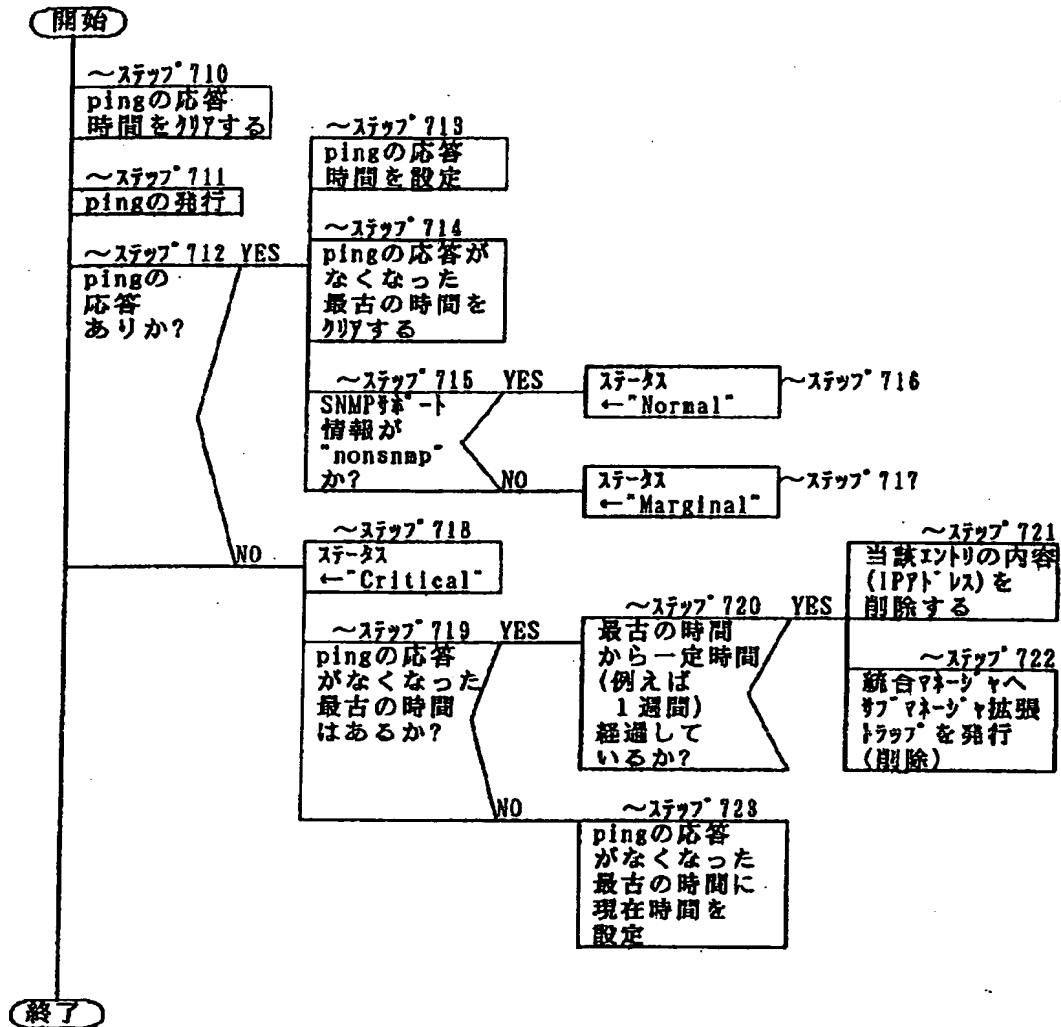 開始
～ステップ710
pingの応答
時間をクリアする
～ステップ711
pingの発行
～ステップ712 YES
pingの
応答
ありか?
NO
～ステップ713
pingの応答
時間を設定
～ステップ714
pingの応答が
なくなった
最古の時間を
クリアする
～ステップ715 YES
SNMPサポート
情報が
"nonsnmp"
か?
NO
ステータス
←"Normal"
～ステップ716
ステータス
←"Marginal"
～ステップ717
～ステップ718
ステータス
←"Critical"
～ステップ719 YES
pingの応答
がなくなった
最古の時間
はあるか?
NO
～ステップ720 YES
最古の時間
から一定時間
(例えば
1週間)
経過して
いるか?
～ステップ721
当該エントリの内容
(IPアドレス)を
削除する
～ステップ722
統合マネージャへ
サブマネージャ拡張
トラップを発行
(削除)
～ステップ723
pingの応答
がなくなった
最古の時間に
現在時間を
設定
終了